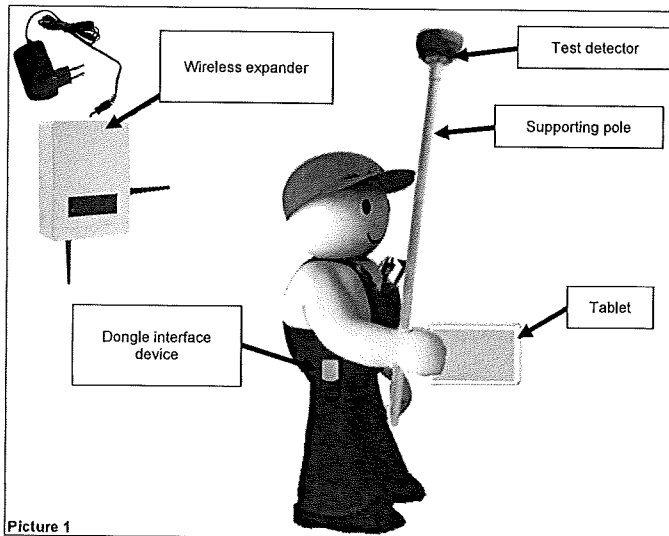 Test detector
Wireless expander
Supporting pole
Tablet
Dongle interface
device
Picture 1